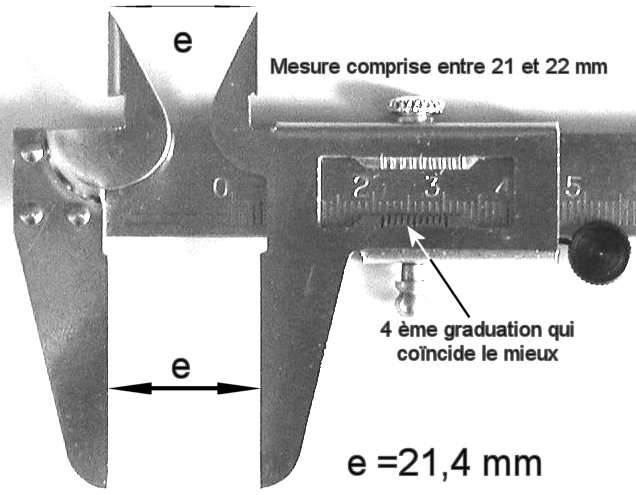 e
Mesure comprise entre 21 et 22 mm
0 2 3 4 5
4 ème graduation qui
coïncide le mieux
e
e =21,4 mm